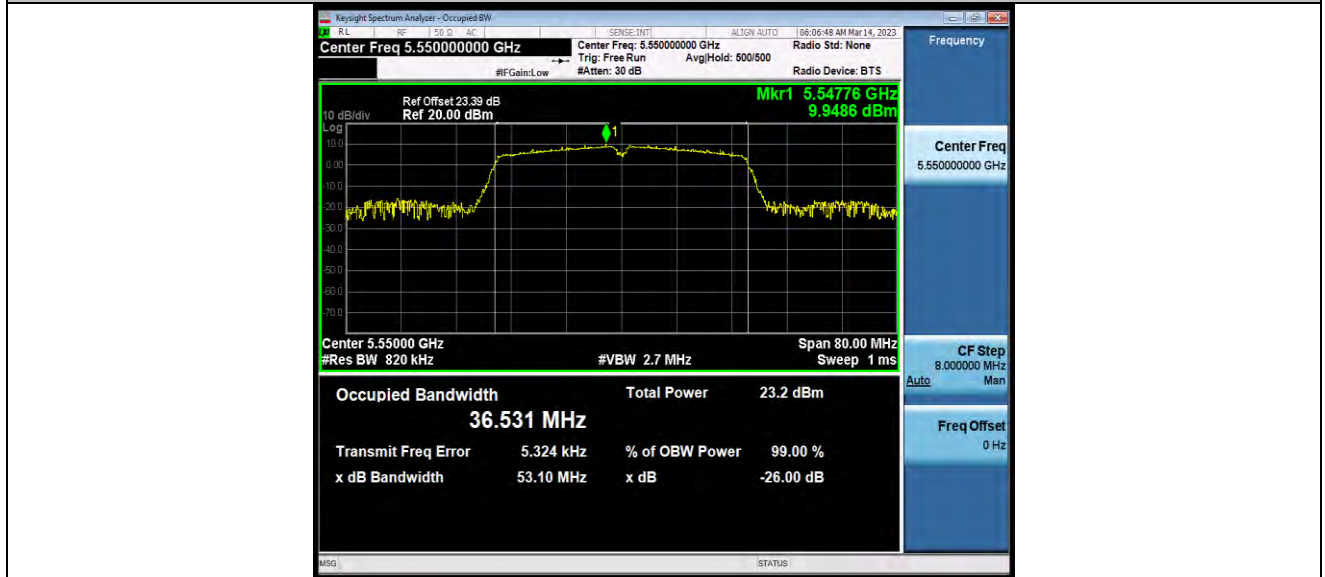 Keysight Spectrum Analyzer - Occupied BW
RL RF 50 Ω AC SENSE:INT ALIGN AUTO 06:06:48 AM Mar 14, 2023
Center Freq 5.550000000 GHz
Center Freq: 5.550000000 GHz Radio Std: None
Trig: Free Run Avg|Hold: 500/500
#IFGain:Low #Atten: 30 dB Radio Device: BTS
Frequency
Mkr1 5.54776 GHz
9.9486 dBm
Ref Offset 23.39 dB
10 dB/div Ref 20.00 dBm
Log
1
10.0
0.00
-10.0
-20.0
-30.0
-40.0
-50.0
-60.0
-70.0
Center 5.55000 GHz Span 80.00 MHz
#Res BW 820 kHz #VBW 2.7 MHz Sweep 1 ms
Center Freq
5.550000000 GHz
CF Step
8.000000 MHz
Auto Man
Freq Offset
0 Hz
Occupied Bandwidth Total Power 23.2 dBm
36.531 MHz
Transmit Freq Error 5.324 kHz % of OBW Power 99.00 %
x dB Bandwidth 53.10 MHz x dB -26.00 dB
MSG STATUS